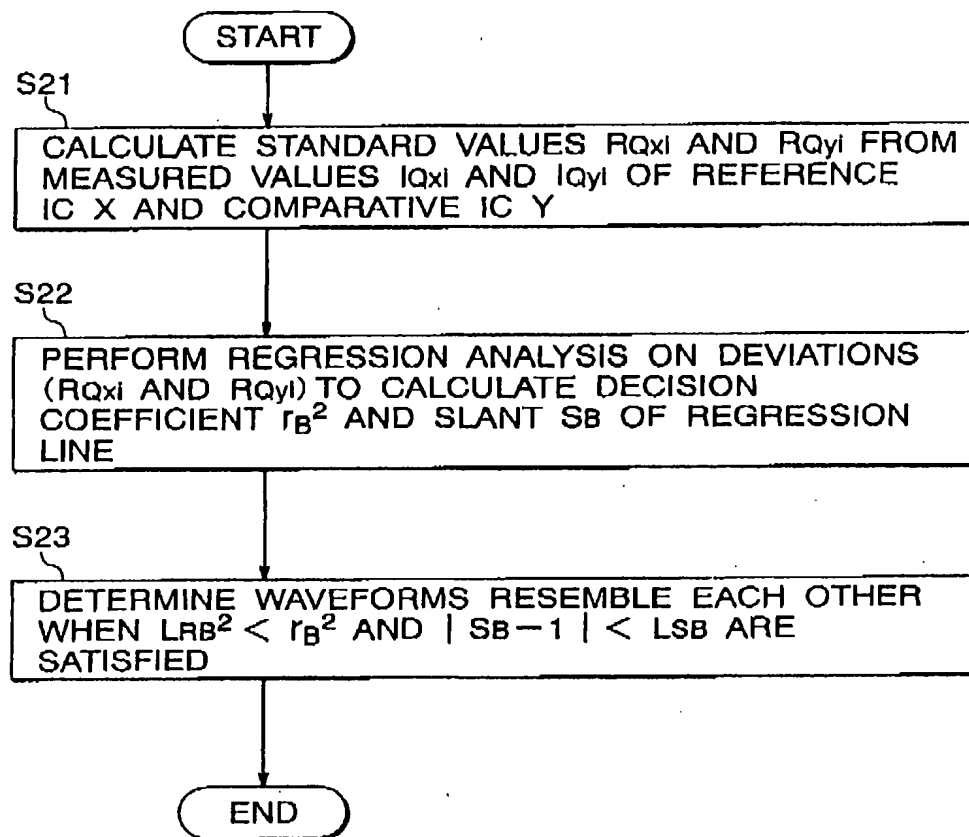 START
S21
CALCULATE STANDARD VALUES RQxi AND RQyi FROM
MEASURED VALUES IQxi AND IQyi OF REFERENCE
IC X AND COMPARATIVE IC Y
S22
PERFORM REGRESSION ANALYSIS ON DEVIATIONS
(RQxi AND RQyi) TO CALCULATE DECISION
COEFFICIENT rB² AND SLANT SB OF REGRESSION
LINE
S23
DETERMINE WAVEFORMS RESEMBLE EACH OTHER
WHEN LRB² < rB² AND | SB−1 | < LSB ARE
SATISFIED
END